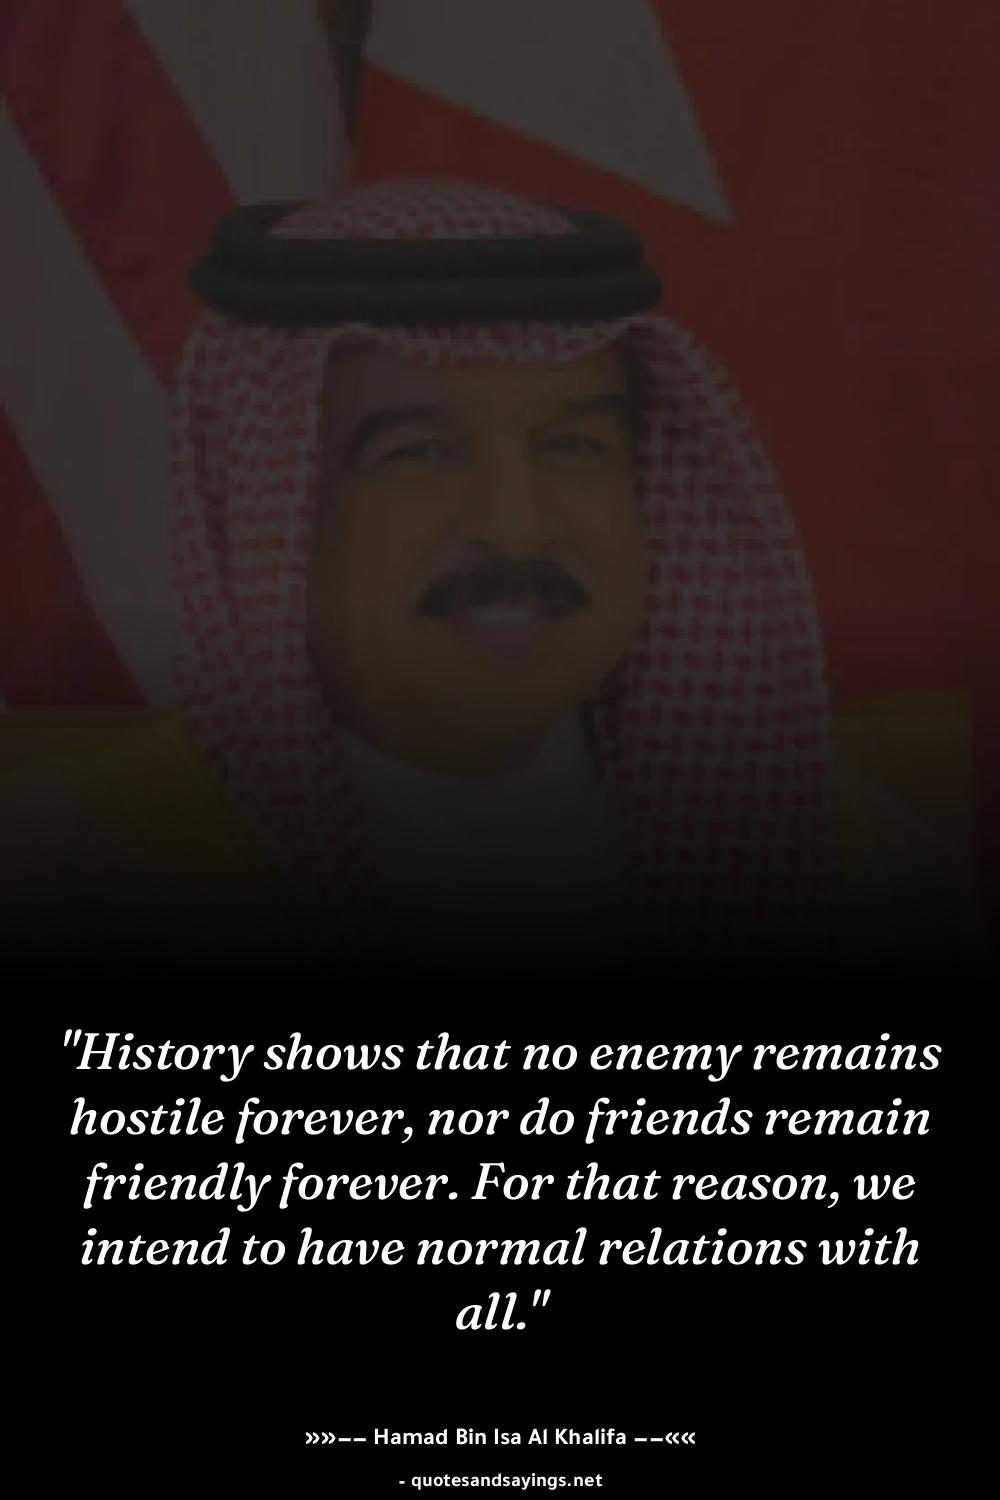 "History shows that no enemy remains
hostile forever, nor do friends remain
friendly forever. For that reason, we
intend to have normal relations with
all."
»»–– Hamad Bin Isa Al Khalifa ––««
- quotesandsayings.net